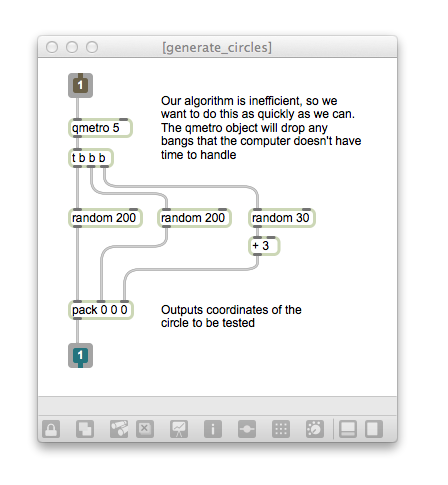 [generate_circles]
1
Our algorithm is inefficient, so we
want to do this as quickly as we can.
The qmetro object will drop any
bangs that the computer doesn't have
time to handle
qmetro 5
t b b b
random 200 random 200 random 30
+ 3
pack 0 0 0
Outputs coordinates of the
circle to be tested
1